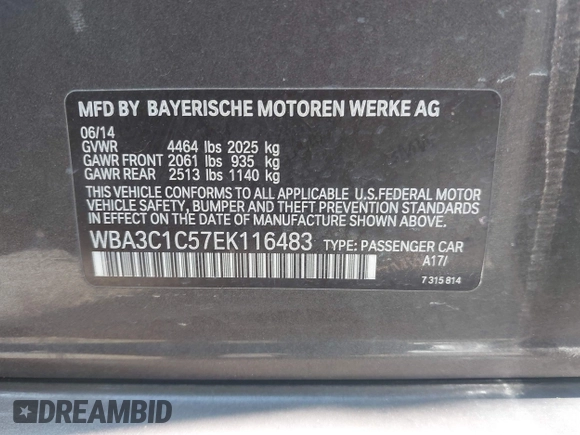 MFD BY BAYERISCHE MOTOREN WERKE AG
06/14
GVWR 4464 lbs 2025 kg
GAWR FRONT 2061 lbs 935 kg
GAWR REAR 2513 lbs 1140 kg
THIS VEHICLE CONFORMS TO ALL APPLICABLE U.S.FEDERAL MOTOR
VEHICLE SAFETY, BUMPER AND THEFT PREVENTION STANDARDS
IN EFFECT ON THE DATE OF MANUFACTURE SHOWN ABOVE.
WBA3C1C57EK116483 TYPE: PASSENGER CAR
A17/
7 315 814
DREAMBID